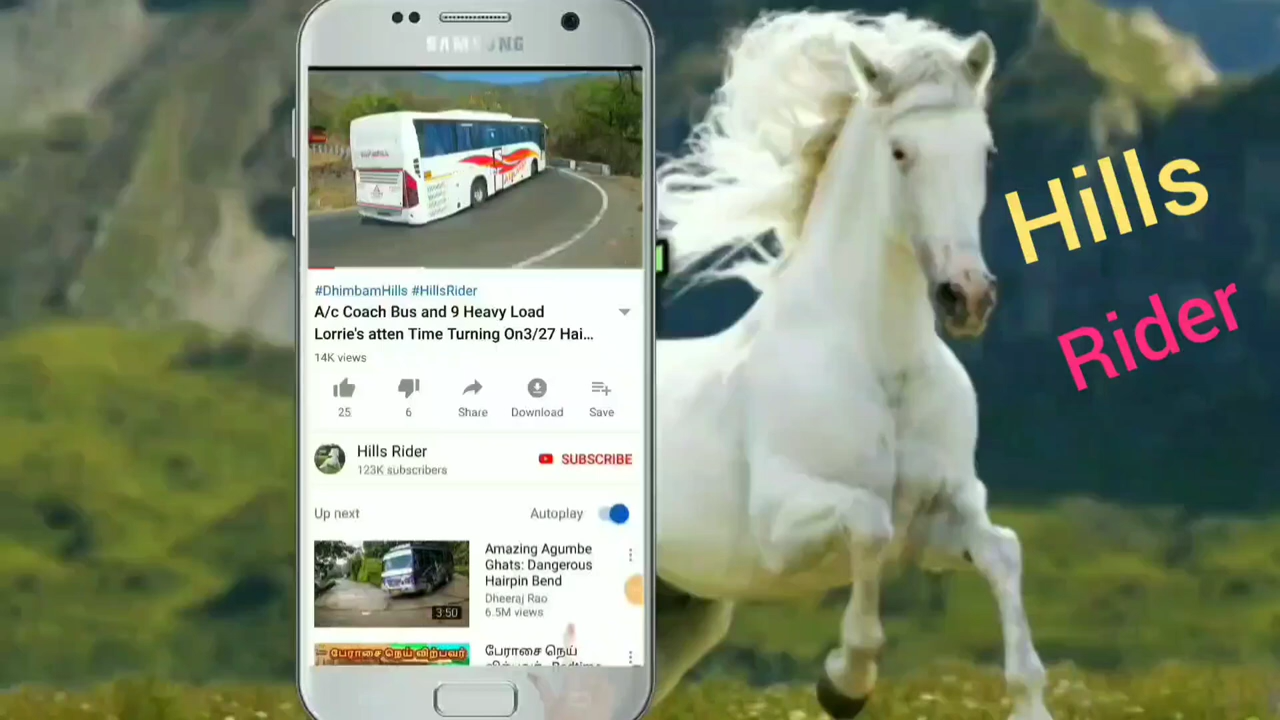 SAMSUNG
#DhimbamHills #HillsRider
A/c Coach Bus and 9 Heavy Load
Lorrie's atten Time Turning On3/27 Hai...
14K views
25
6
Share
Download
Save
Hills Rider
123K subscribers
SUBSCRIBE
Up next
Autoplay
Amazing Agumbe
Ghats: Dangerous
Hairpin Bend
Dheeraj Rao
6.5M views
3:50
பேராசை நெய் விற்பவர்
பேராசை நெய்
Hills
Rider